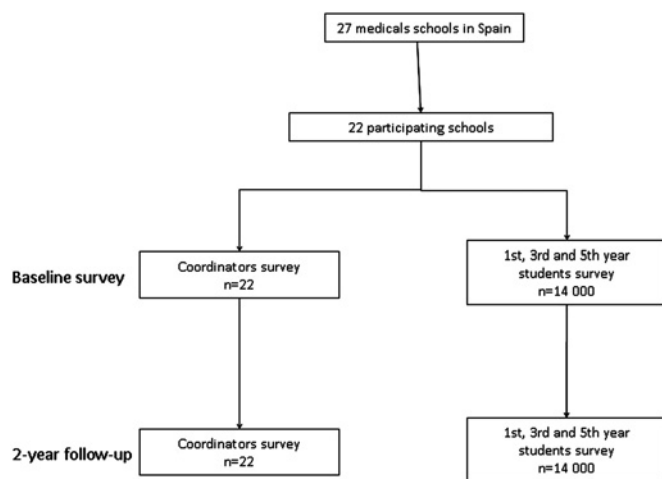 27 medicals schools in Spain
22 participating schools
Baseline survey
Coordinators survey
n=22
1st, 3rd and 5th year
students survey
n=14 000
2-year follow-up
Coordinators survey
n=22
1st, 3rd and 5th year
students survey
n=14 000